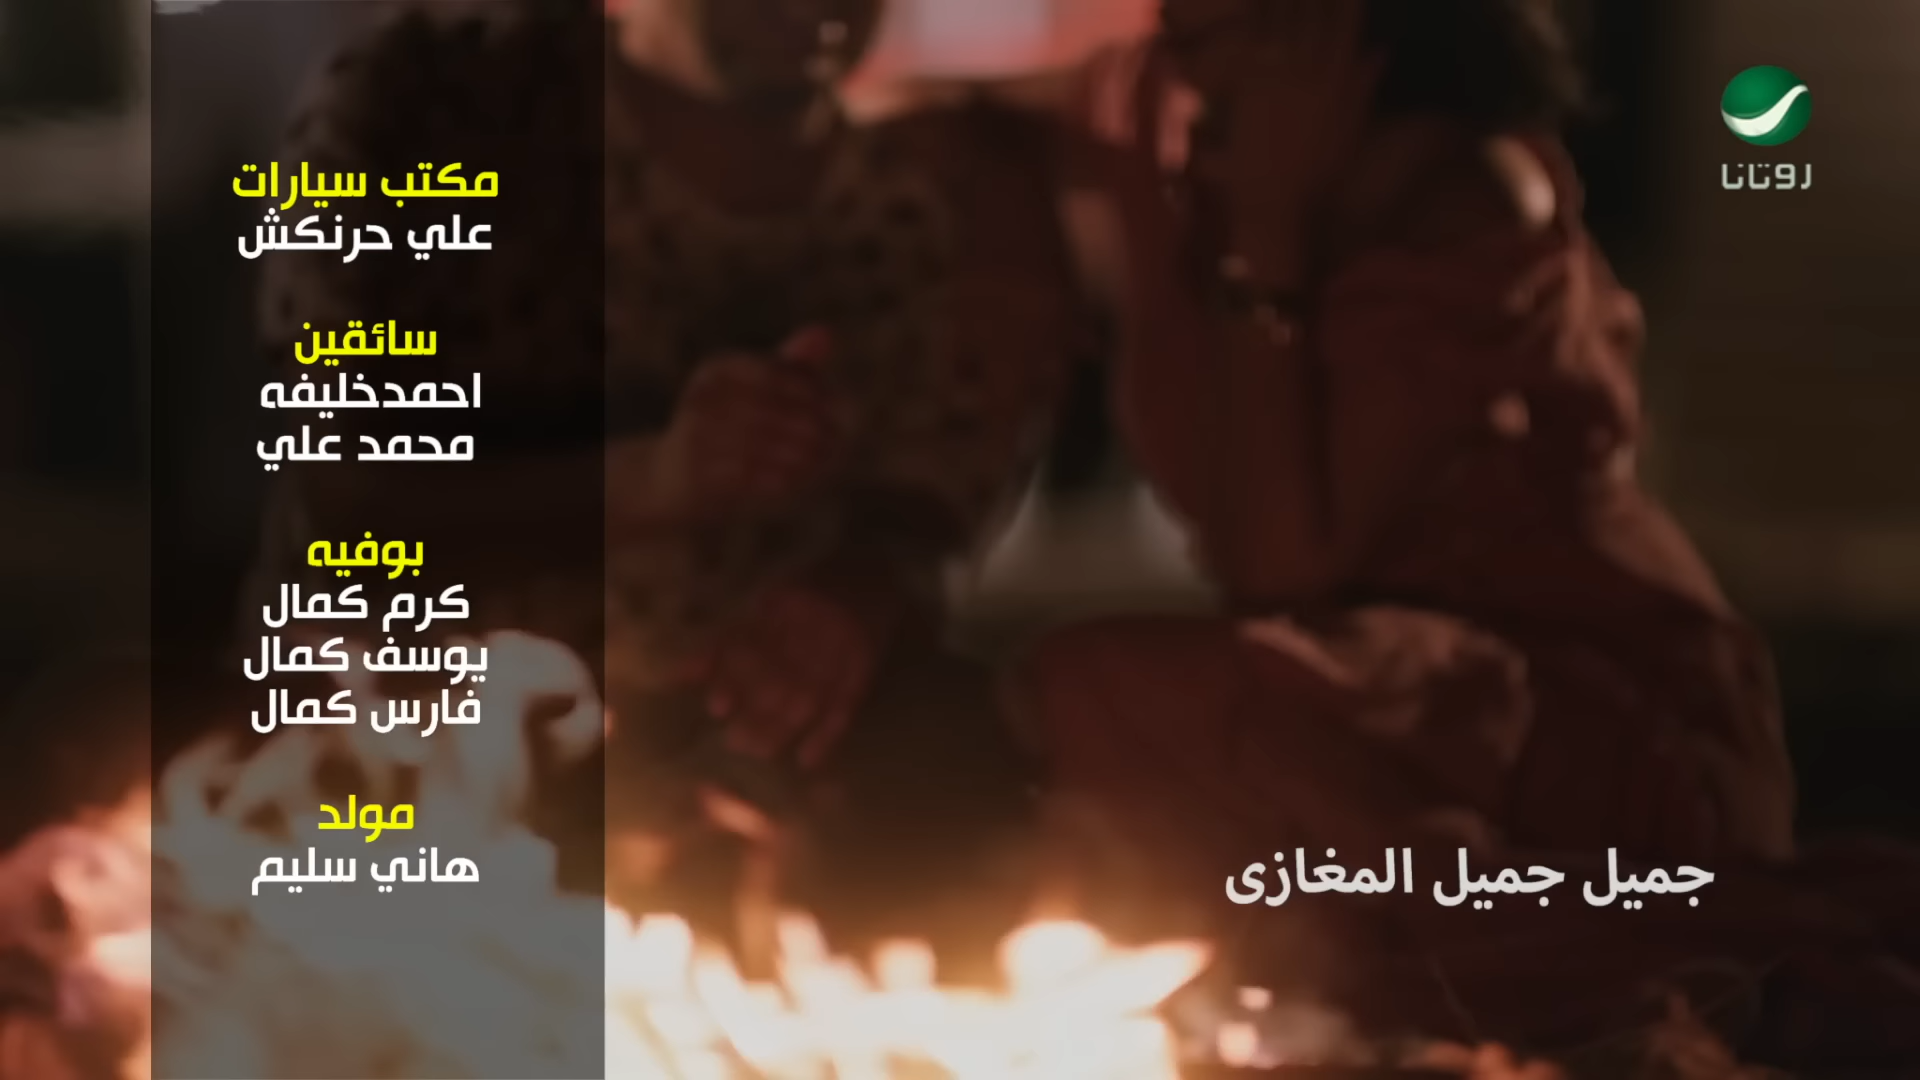 روتانا
مكتب سيارات
علي حرنكش
سائقين
احمدخليفه
محمد علي
بوفيه
كرم كمال
يوسف كمال
فارس كمال
مولد
هاني سليم
جميل جميل المغازى